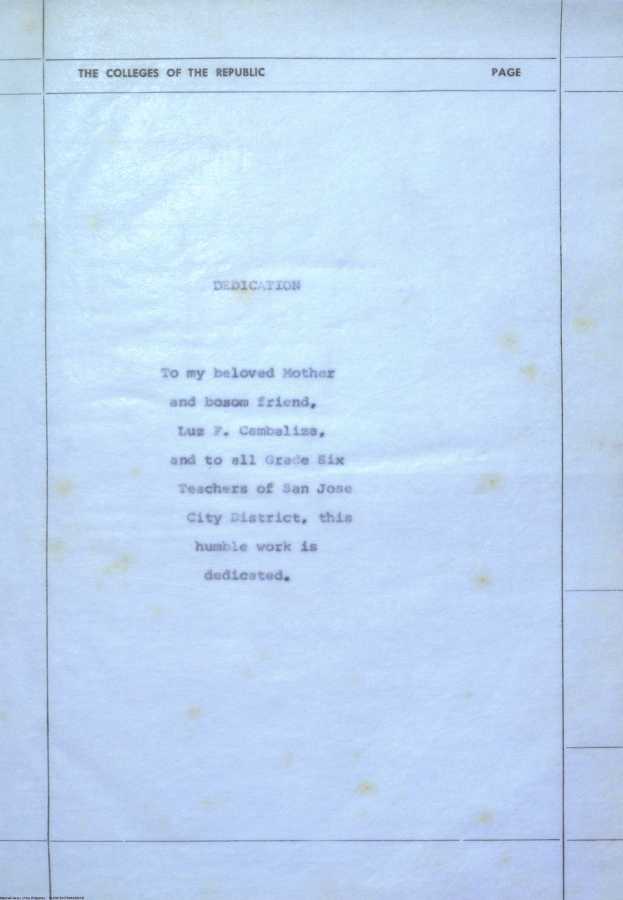 THE COLLEGES OF THE REPUBLIC PAGE
DEDICATION
To my beloved Mother
and bosom friend,
Luz F. Cambaliza,
and to all Grade Six
Teachers of San Jose
City District, this
humble work is
dedicated.